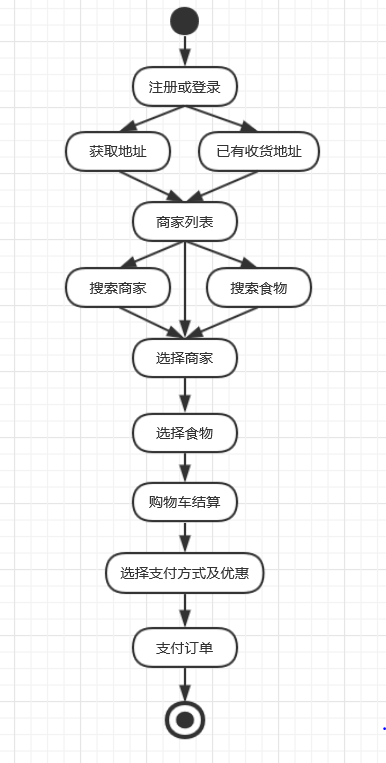 注册或登录
获取地址
已有收货地址
商家列表
搜索商家
搜索食物
选择商家
选择食物
购物车结算
选择支付方式及优惠
支付订单